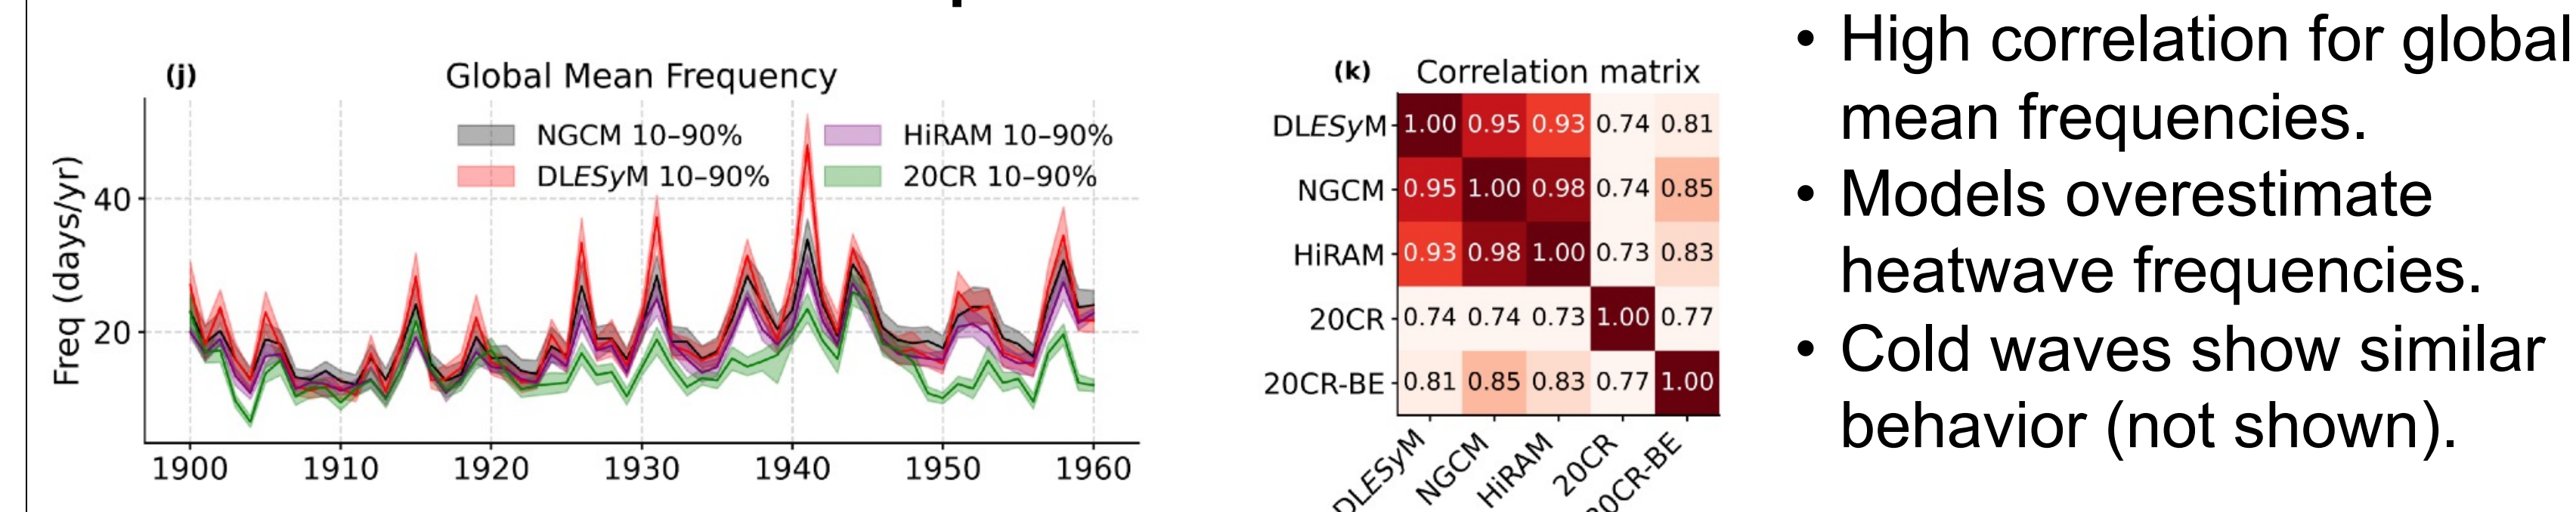 (j)
Global Mean Frequency
NGCM 10–90%
HiRAM 10–90%
DLESyM 10–90%
20CR 10–90%
Freq (days/yr)
40
20
1900 1910 1920 1930 1940 1950 1960
(k)
Correlation matrix
DLESyM 1.00 0.95 0.93 0.74 0.81
NGCM 0.95 1.00 0.98 0.74 0.85
HiRAM 0.93 0.98 1.00 0.73 0.83
20CR 0.74 0.74 0.73 1.00 0.77
20CR-BE 0.81 0.85 0.83 0.77 1.00
DLESyM NGCM HiRAM 20CR 20CR-BE
• High correlation for global
mean frequencies.
• Models overestimate
heatwave frequencies.
• Cold waves show similar
behavior (not shown).